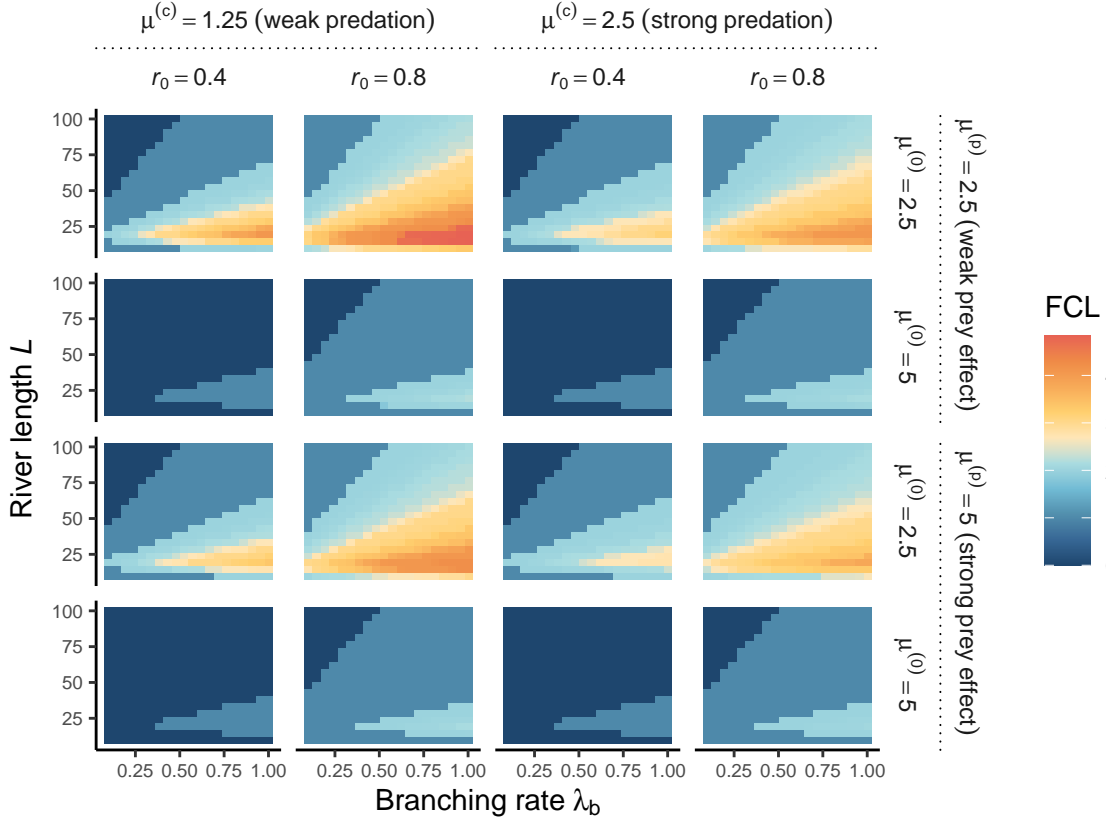 μ(c) = 1.25 (weak predation)
μ(c) = 2.5 (strong predation)
r0 = 0.4
r0 = 0.8
r0 = 0.4
r0 = 0.8
100
75
50
25
μ(0) = 2.5
100
75
50
25
μ(0) = 5
μ(p) = 2.5 (weak prey effect)
100
75
50
25
μ(0) = 2.5
100
75
50
25
μ(0) = 5
μ(p) = 5 (strong prey effect)
River length L
0.25 0.50 0.75 1.00
0.25 0.50 0.75 1.00
0.25 0.50 0.75 1.00
0.25 0.50 0.75 1.00
Branching rate λb
FCL